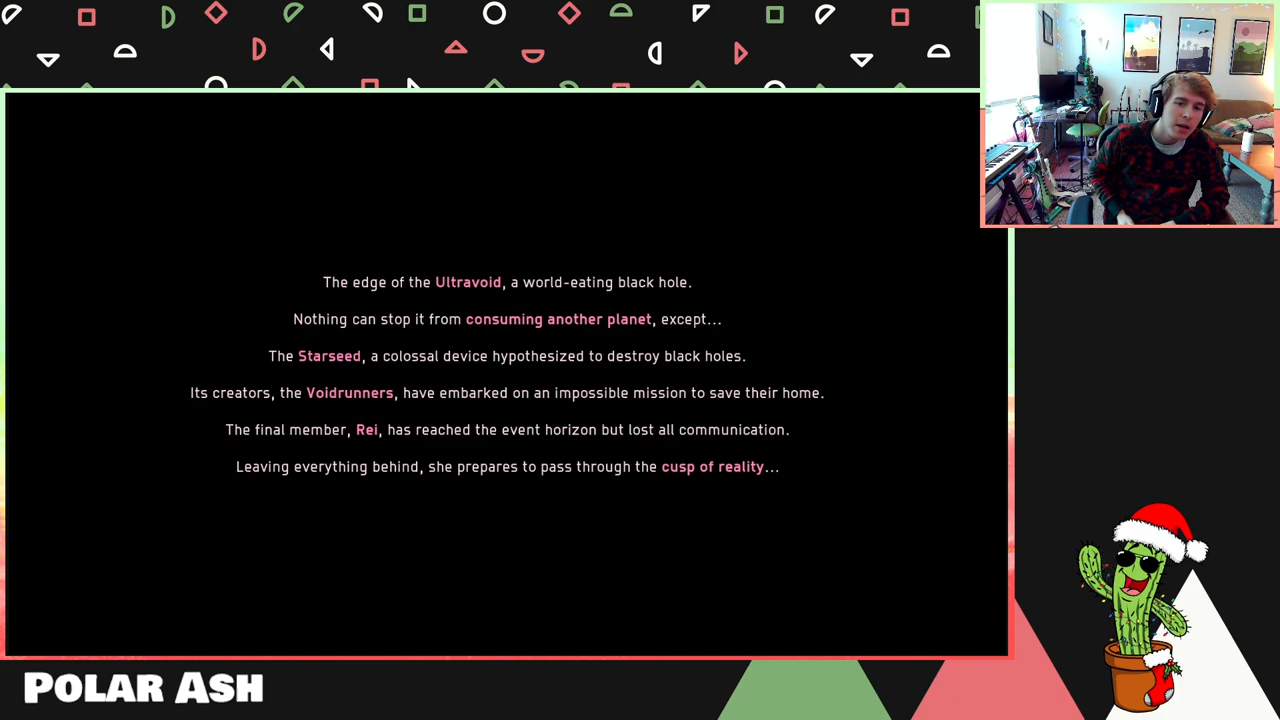 The edge of the Ultravoid, a world-eating black hole.
Nothing can stop it from consuming another planet, except...
The Starseed, a colossal device hypothesized to destroy black holes.
Its creators, the Voidrunners, have embarked on an impossible mission to save their home.
The final member, Rei, has reached the event horizon but lost all communication.
Leaving everything behind, she prepares to pass through the cusp of reality...
Polar Ash